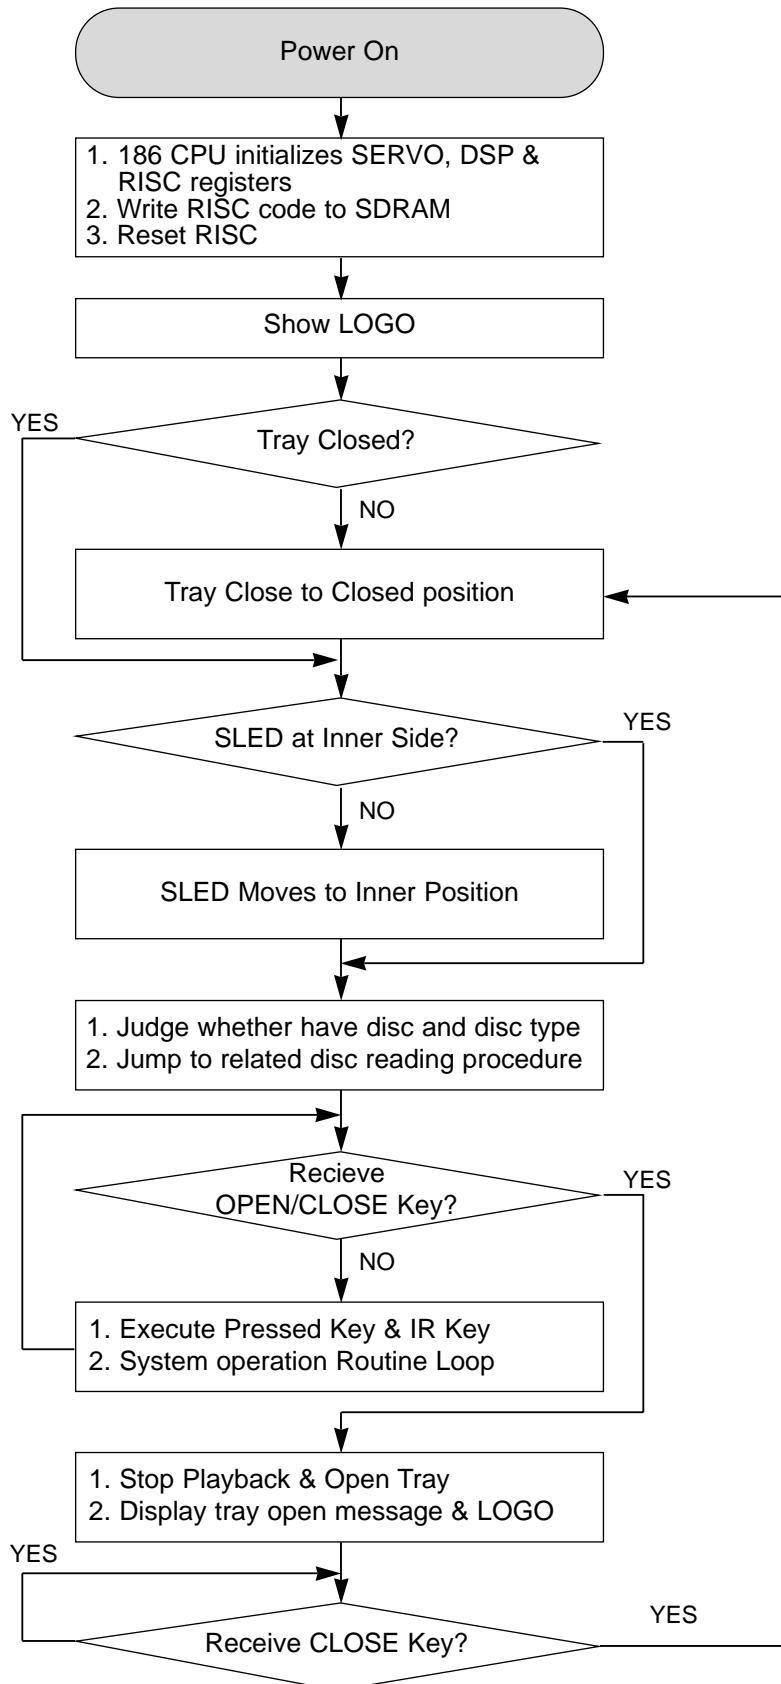 Power On
1. 186 CPU initializes SERVO, DSP &
RISC registers
2. Write RISC code to SDRAM
3. Reset RISC
Show LOGO
YES
Tray Closed?
NO
Tray Close to Closed position
SLED at Inner Side?
YES
NO
SLED Moves to Inner Position
1. Judge whether have disc and disc type
2. Jump to related disc reading procedure
Recieve
OPEN/CLOSE Key?
YES
NO
1. Execute Pressed Key & IR Key
2. System operation Routine Loop
1. Stop Playback & Open Tray
2. Display tray open message & LOGO
YES
Receive CLOSE Key?
YES